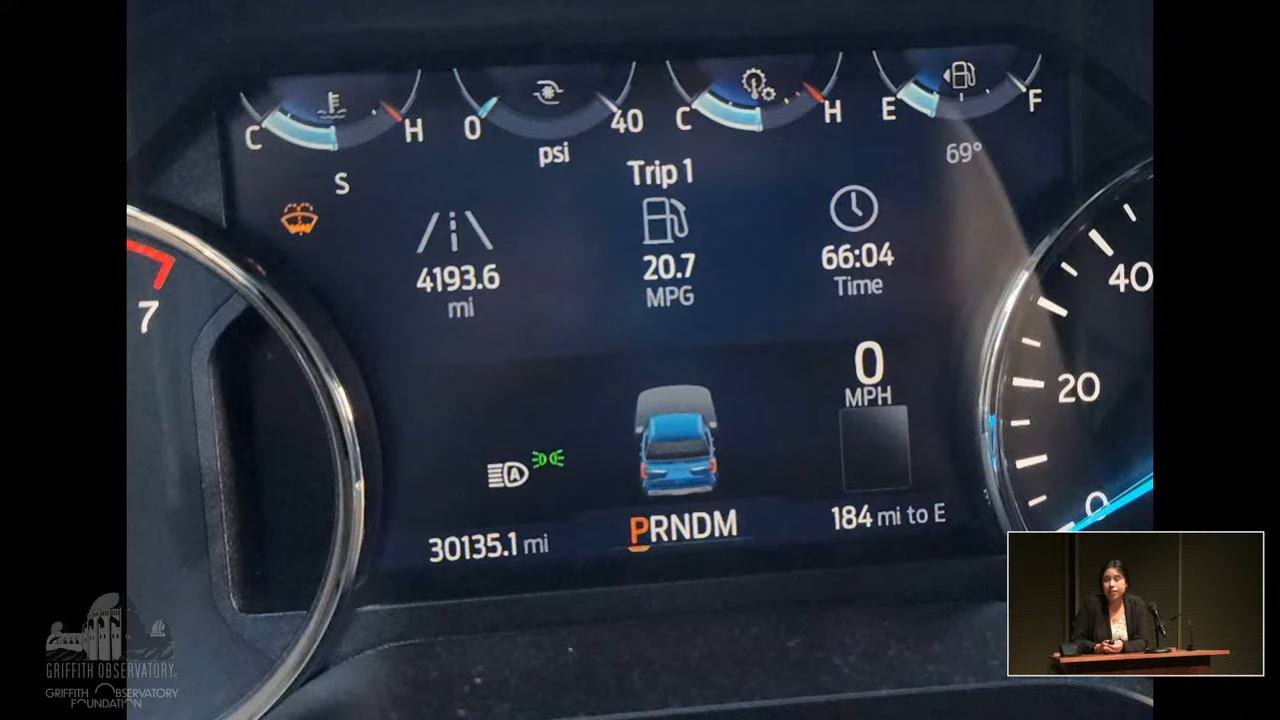 C H
0 40
psi
C H
E F
S
Trip 1
69°
4193.6
mi
20.7
MPG
66:04
Time
7
40
20
0
0
MPH
A
30135.1 mi
PRNDM
184 mi to E
GRIFFITH OBSERVATORY
GRIFFITH OBSERVATORY
FOUNDATION